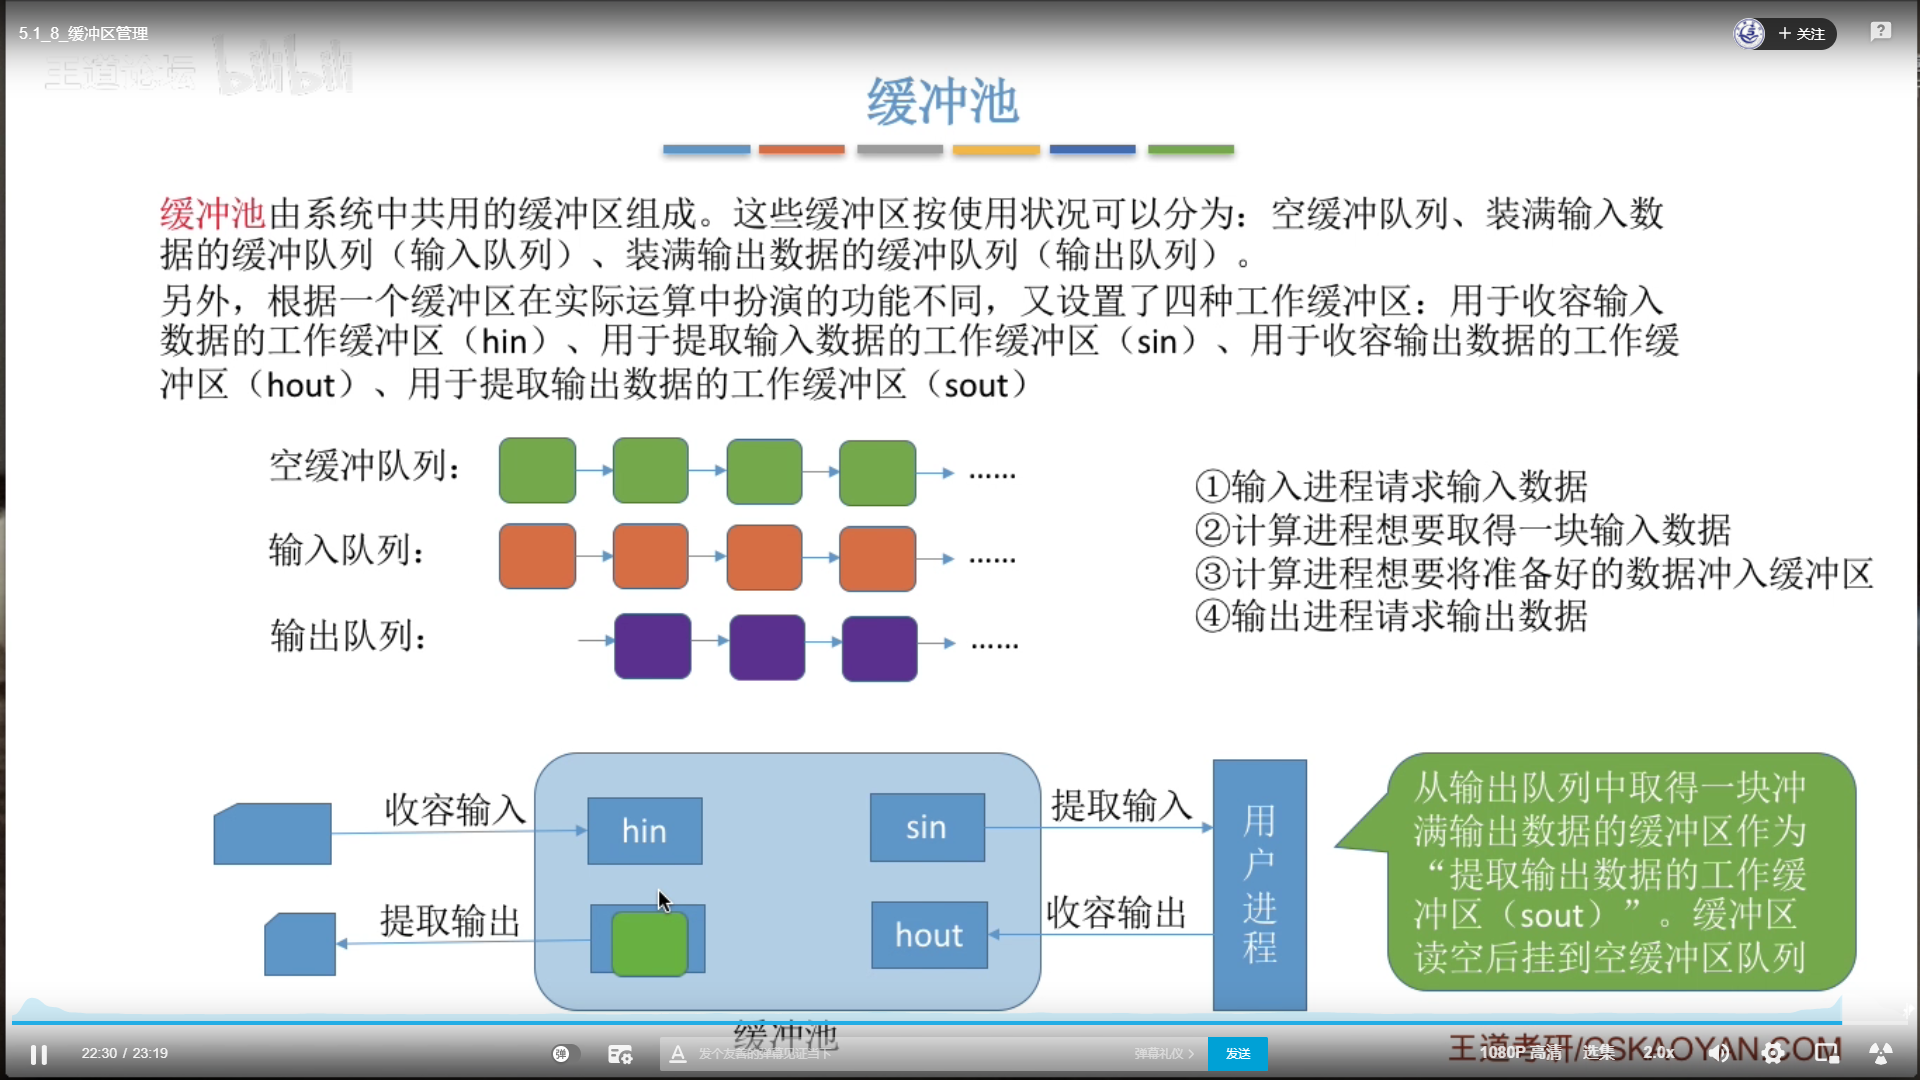 5.1_8_缓冲区管理
+ 关注
王道论坛 bilibili
缓冲池
缓冲池由系统中共用的缓冲区组成。这些缓冲区按使用状况可以分为：空缓冲队列、装满输入数
据的缓冲队列（输入队列）、装满输出数据的缓冲队列（输出队列）。
另外，根据一个缓冲区在实际运算中扮演的功能不同，又设置了四种工作缓冲区：用于收容输入
数据的工作缓冲区（hin）、用于提取输入数据的工作缓冲区（sin）、用于收容输出数据的工作缓
冲区（hout）、用于提取输出数据的工作缓冲区（sout）
空缓冲队列：
……
输入队列：
……
输出队列：
……
①输入进程请求输入数据
②计算进程想要取得一块输入数据
③计算进程想要将准备好的数据冲入缓冲区
④输出进程请求输出数据
收容输入
hin
sin
提取输入
提取输出
hout
收容输出
用
户
进
程
从输出队列中取得一块冲
满输出数据的缓冲区作为
“提取输出数据的工作缓
冲区（sout）”。缓冲区
读空后挂到空缓冲区队列
缓冲池
22:30 / 23:19
弹
发个友善的弹幕见证当下
弹幕礼仪 >
发送
王道考研/CSKAOYAN.COM
1080P 高清
选集
2.0x